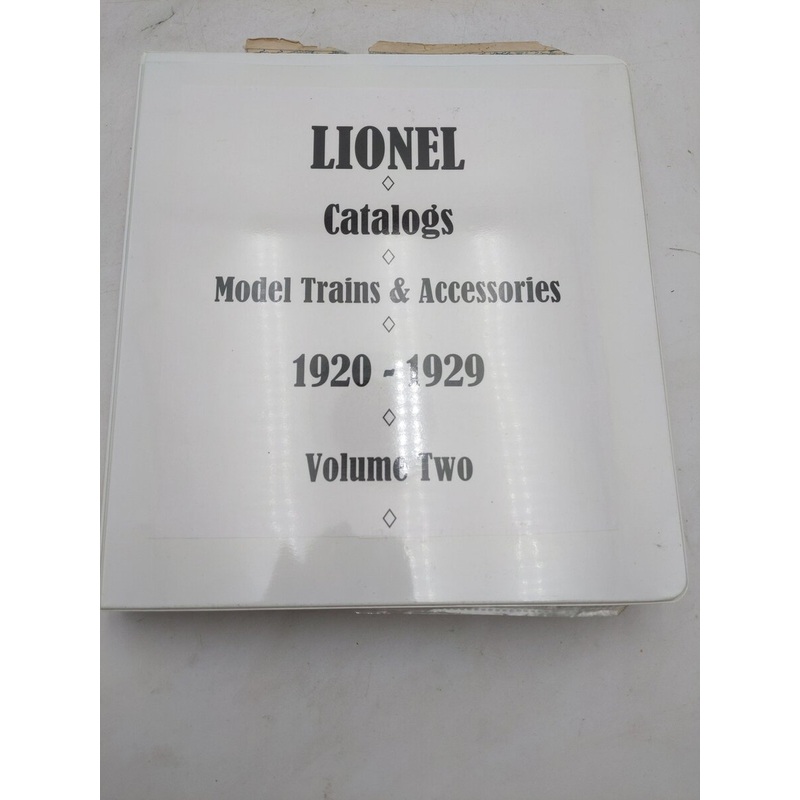 LIONEL
Catalogs
Model Trains & Accessories
1920 - 1929
Volume Two